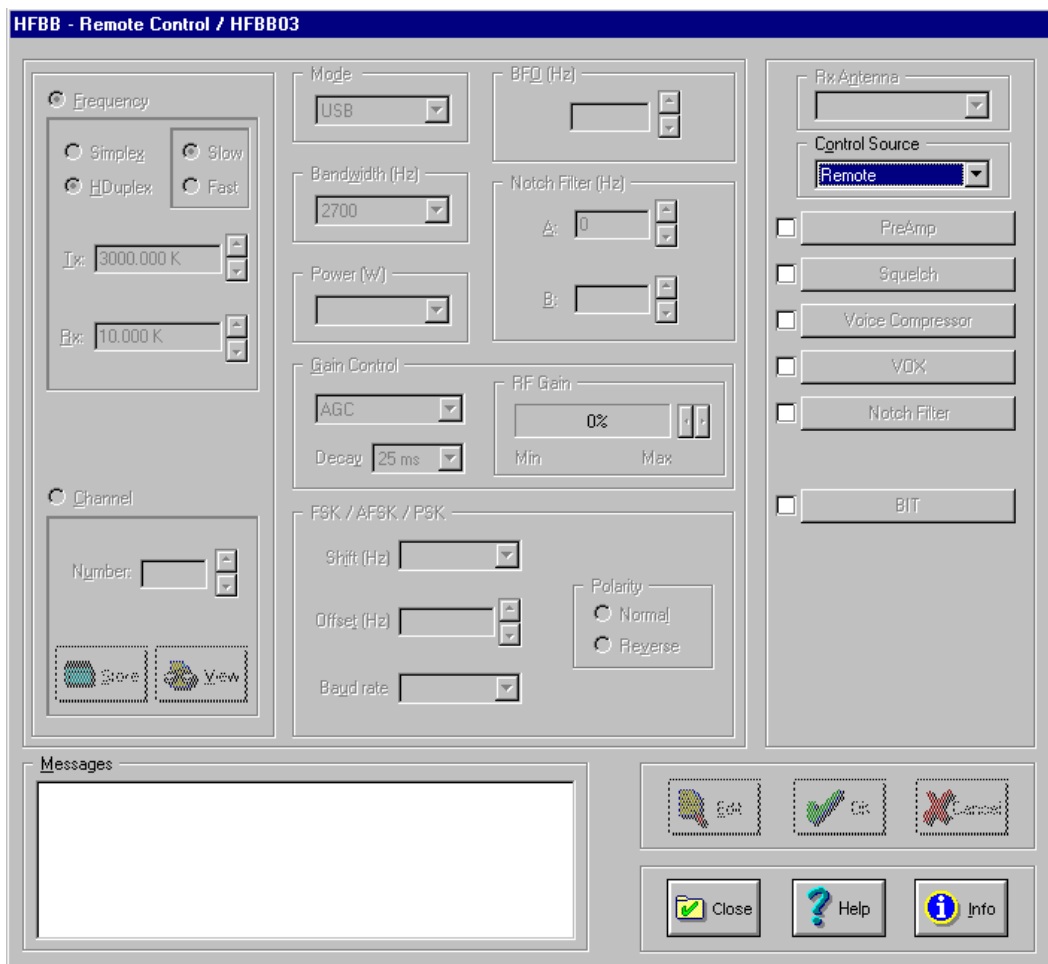 HFBB - Remote Control / HFBB03
Frequency
Simplex
HDuplex
Slow
Fast
Tx: 3000.000 K
Rx: 10.000 K
Channel
Number:
Store
View
Mode
USB
Bandwidth (Hz)
2700
Power (W)
BFO (Hz)
Notch Filter (Hz)
A: 0
B:
Gain Control
AGC
Decay 25 ms
RF Gain
0%
Min Max
FSK / AFSK / PSK
Shift (Hz)
Offset (Hz)
Baud rate
Polarity
Normal
Reverse
Rx Antenna
Control Source
Remote
PreAmp
Squelch
Voice Compressor
VOX
Notch Filter
BIT
Messages
Edit
OK
Cancel
Close
Help
Info